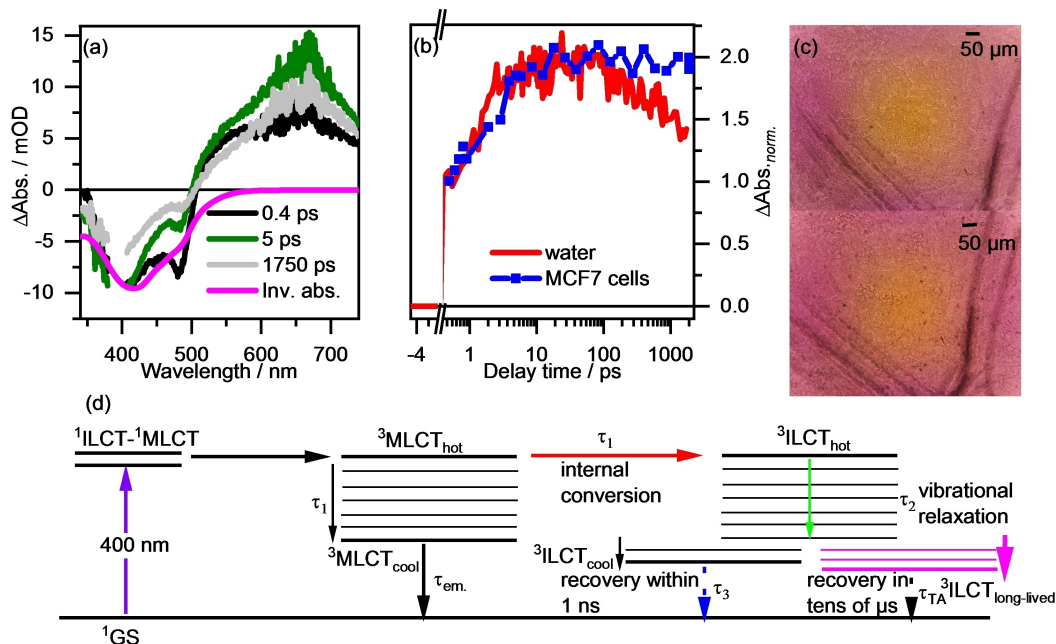 (a)
15
10
5
0
-5
-10
ΔAbs. / mOD
0.4 ps
5 ps
1750 ps
Inv. abs.
400 500 600 700
Wavelength / nm
(b)
water
MCF7 cells
-4 1 10 100 1000
Delay time / ps
2.0
1.5
1.0
0.5
0.0
ΔAbs.norm.
(c)
50 µm
50 µm
(d)
¹ILCT-¹MLCT
400 nm
¹GS
³MLCThot
τ₁
³MLCTcool
τem.
τ₁
internal
conversion
³ILCThot
τ₂ vibrational
relaxation
³ILCTcool
recovery within
1 ns
τ₃
recovery in
tens of µs
τTA
³ILCTlong-lived